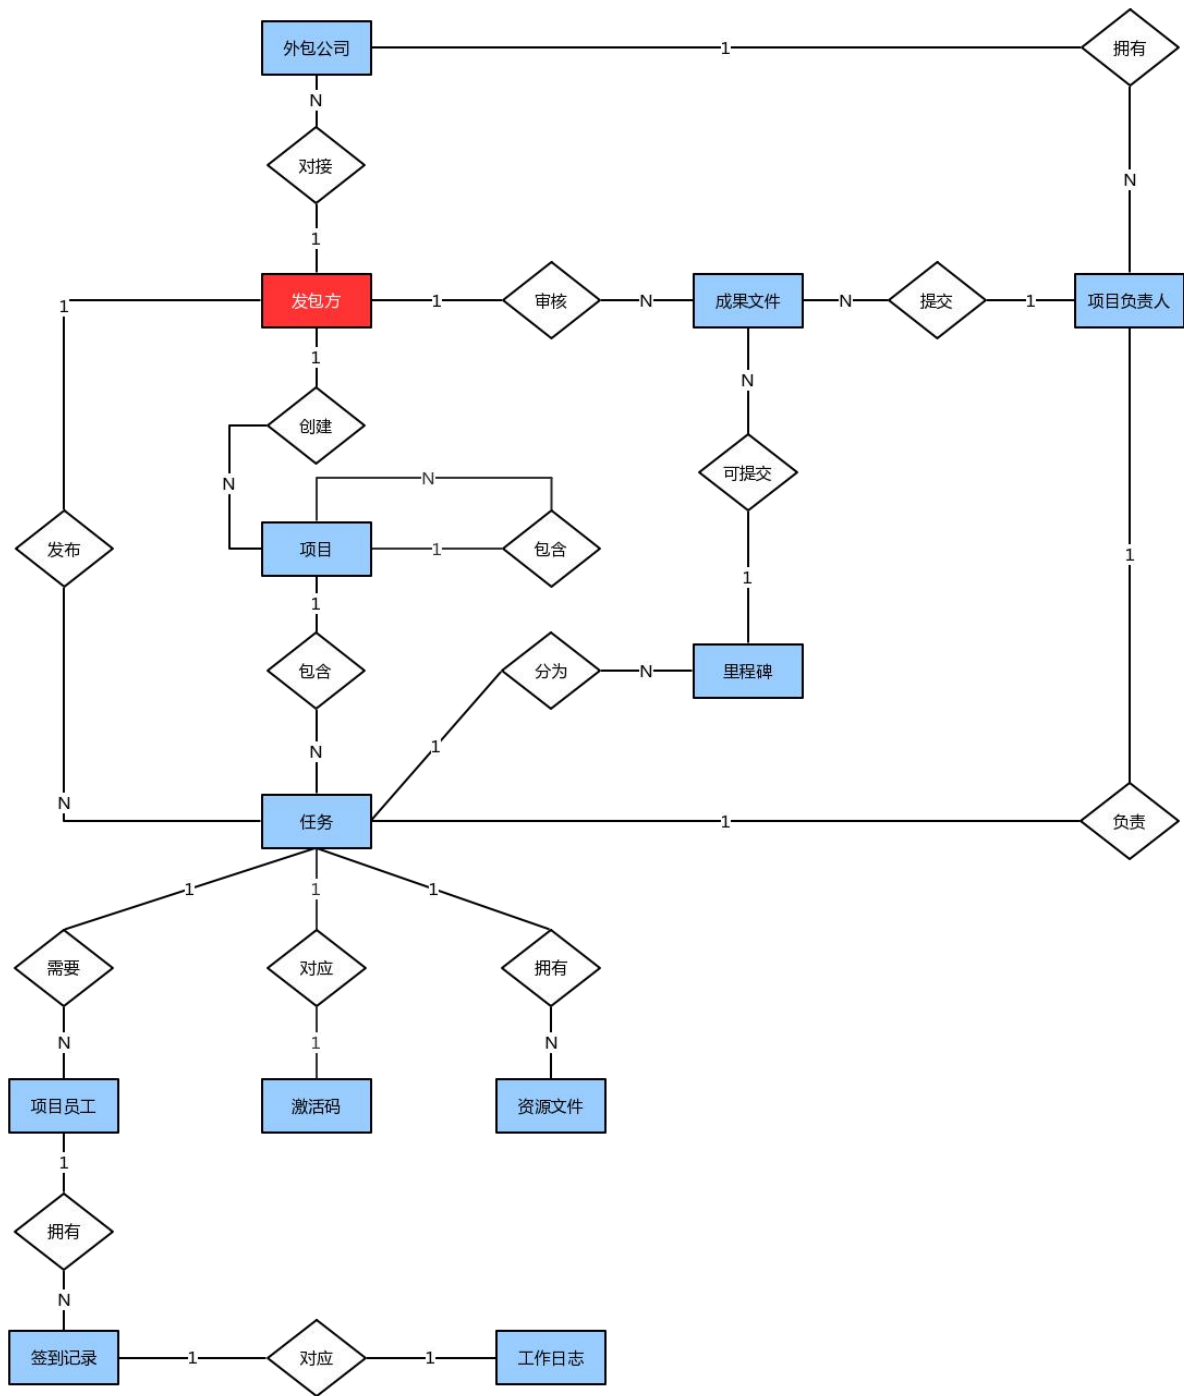 外包公司
1
拥有
N
对接
N
1
发包方
1
审核
N
成果文件
N
提交
1
项目负责人
1
1
N
创建
可提交
N
N
项目
1
包含
发布
1
1
1
包含
分为
N
里程碑
N
1
N
任务
1
负责
1
1
1
需要
对应
拥有
N
1
N
项目员工
激活码
资源文件
1
拥有
N
签到记录
1
对应
1
工作日志